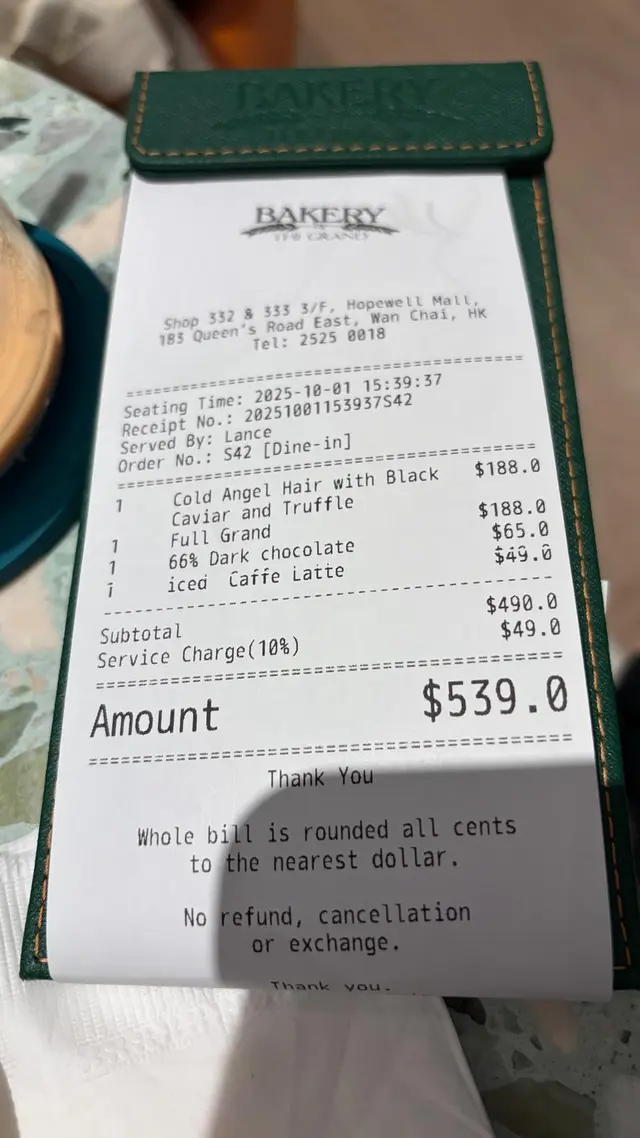 BAKERY
BAKERY
BY
THE GRAND
Shop 332 & 333 3/F, Hopewell Mall,
183 Queen's Road East, Wan Chai, HK
Tel: 2525 0018
Seating Time: 2025-10-01 15:39:37
Receipt No.: 20251001153937S42
Served By: Lance
Order No.: S42 [Dine-in]
1 Cold Angel Hair with Black $188.0
Caviar and Truffle
1 Full Grand $188.0
1 66% Dark chocolate $65.0
1 iced Caffe Latte $49.0
Subtotal $490.0
Service Charge(10%) $49.0
Amount $539.0
Thank You
Whole bill is rounded all cents
to the nearest dollar.
No refund, cancellation
or exchange.
Thank you.